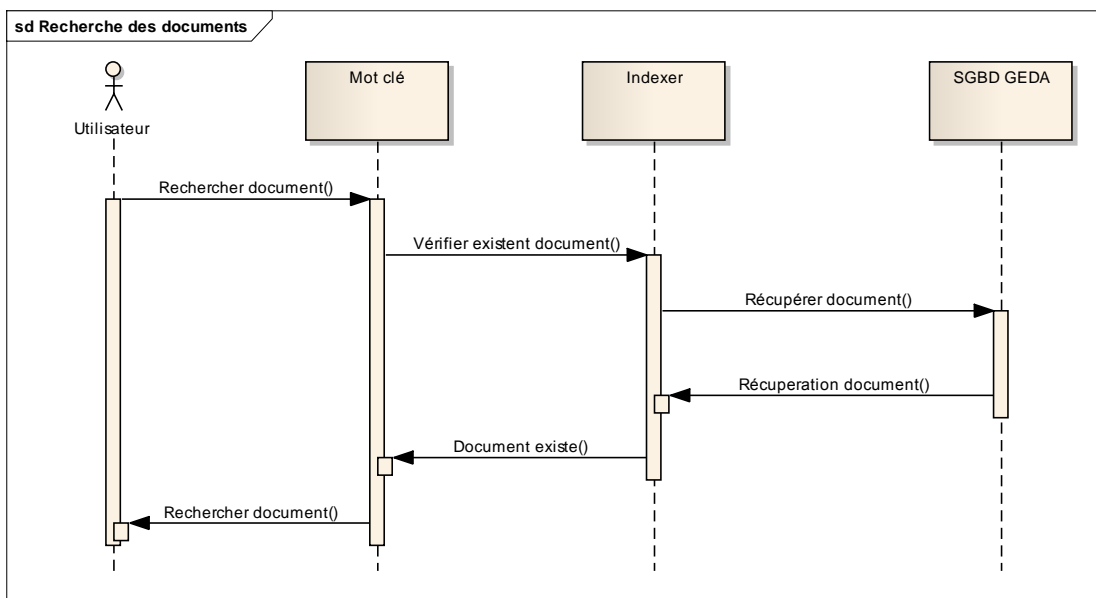 sd Recherche des documents
Utilisateur
Mot clé
Indexer
SGBD GEDA
Rechercher document()
Vérifier existent document()
Récupérer document()
Récuperation document()
Document existe()
Rechercher document()